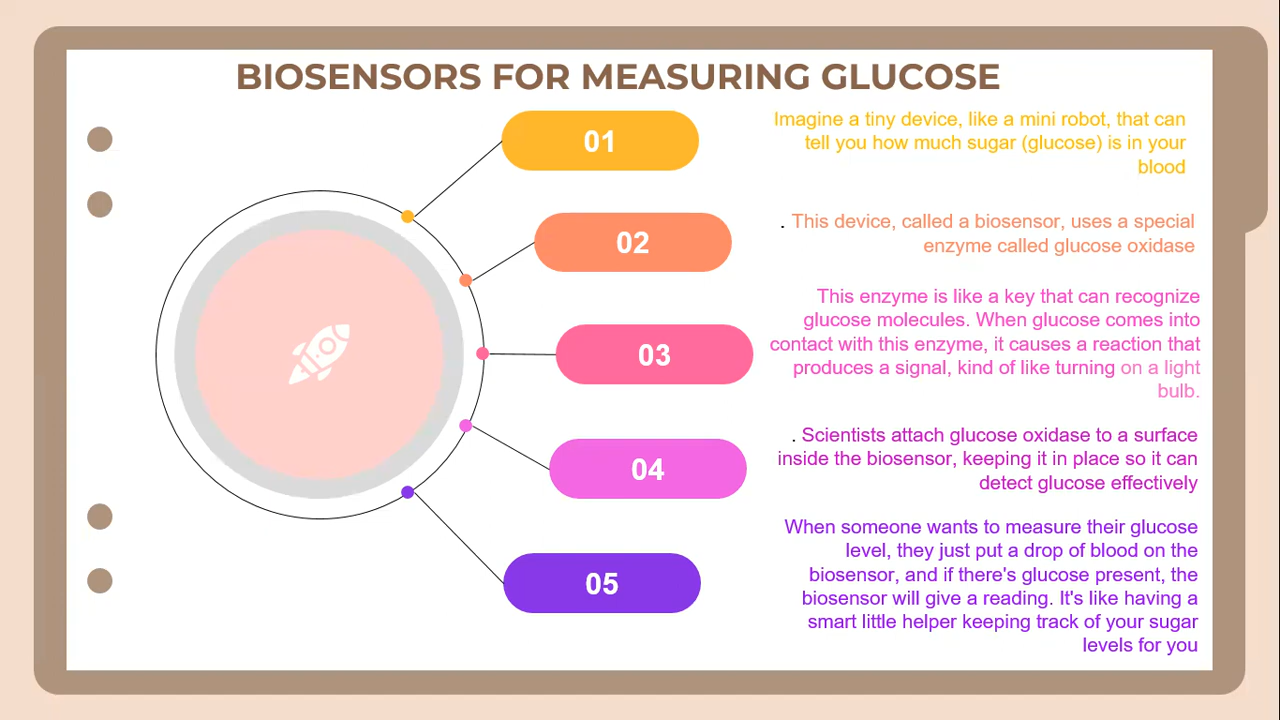 BIOSENSORS FOR MEASURING GLUCOSE
01
Imagine a tiny device, like a mini robot, that can
tell you how much sugar (glucose) is in your
blood
02
. This device, called a biosensor, uses a special
enzyme called glucose oxidase
03
This enzyme is like a key that can recognize
glucose molecules. When glucose comes into
contact with this enzyme, it causes a reaction that
produces a signal, kind of like turning on a light
bulb.
04
. Scientists attach glucose oxidase to a surface
inside the biosensor, keeping it in place so it can
detect glucose effectively
05
When someone wants to measure their glucose
level, they just put a drop of blood on the
biosensor, and if there's glucose present, the
biosensor will give a reading. It's like having a
smart little helper keeping track of your sugar
levels for you